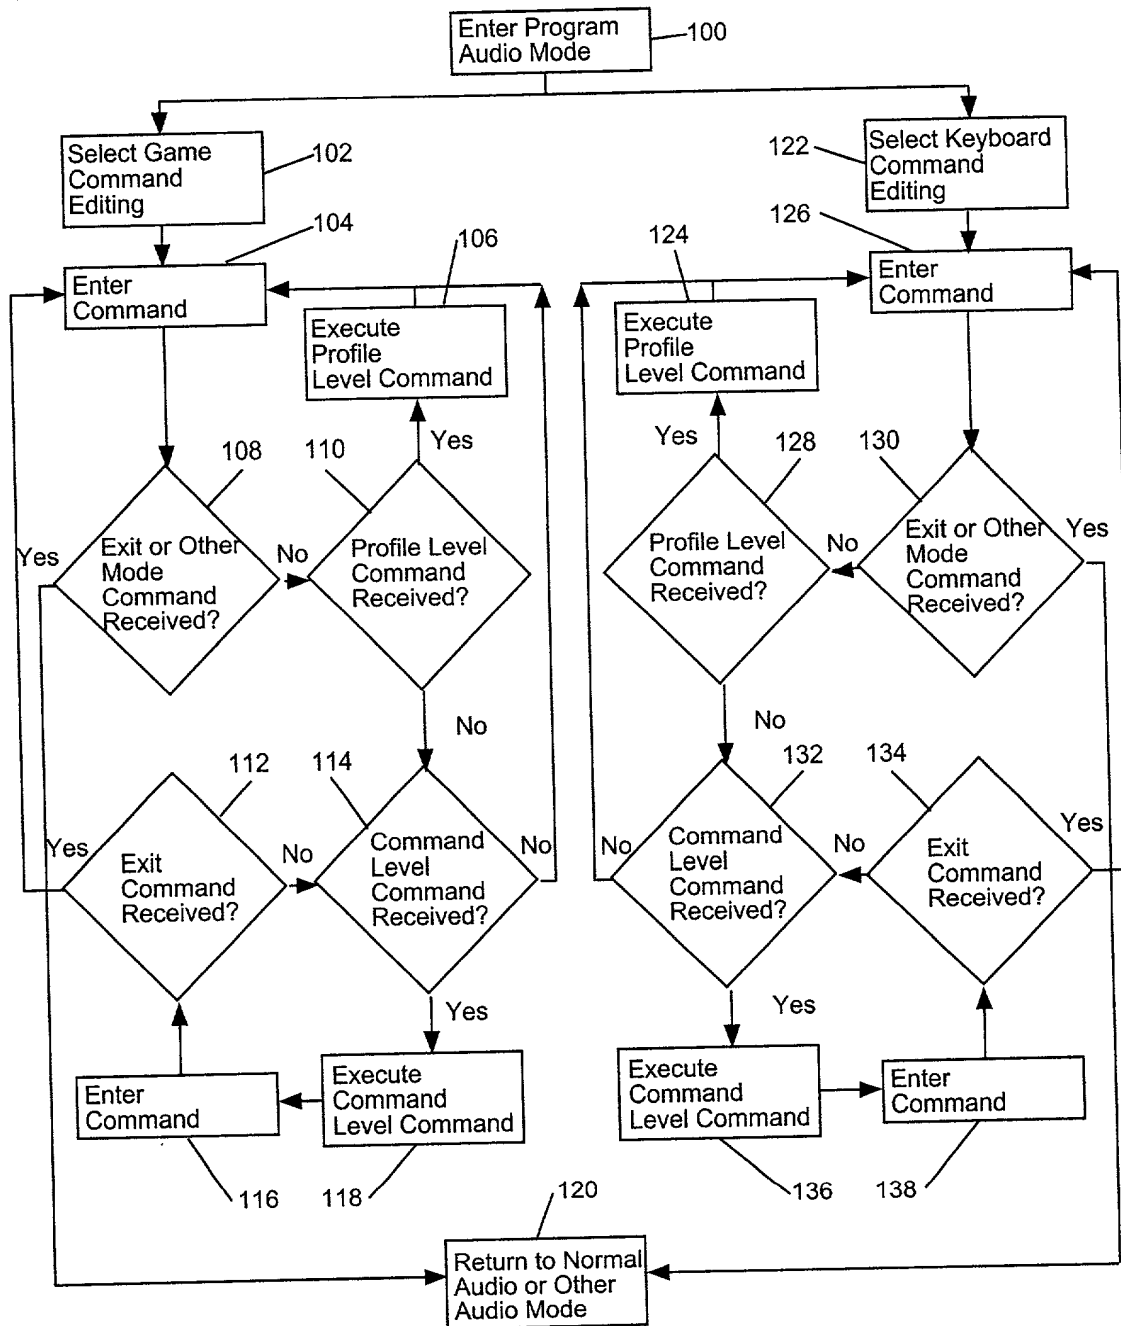 Enter Program
Audio Mode
100
Select Game
Command
Editing
102
Select Keyboard
Command
Editing
122
104
106
124
126
Enter
Command
Execute
Profile
Level Command
Execute
Profile
Level Command
Enter
Command
108
110
Yes
Yes
128
130
Yes
Exit or Other
Mode
Command
Received?
No
Profile Level
Command
Received?
Profile Level
Command
Received?
No
Exit or Other
Mode
Command
Received?
Yes
No
No
112
114
132
134
Yes
Exit
Command
Received?
No
Command
Level
Command
Received?
No
No
Command
Level
Command
Received?
No
Exit
Command
Received?
Yes
Yes
Yes
Enter
Command
Execute
Command
Level Command
Execute
Command
Level Command
Enter
Command
116
118
120
136
138
Return to Normal
Audio or Other
Audio Mode